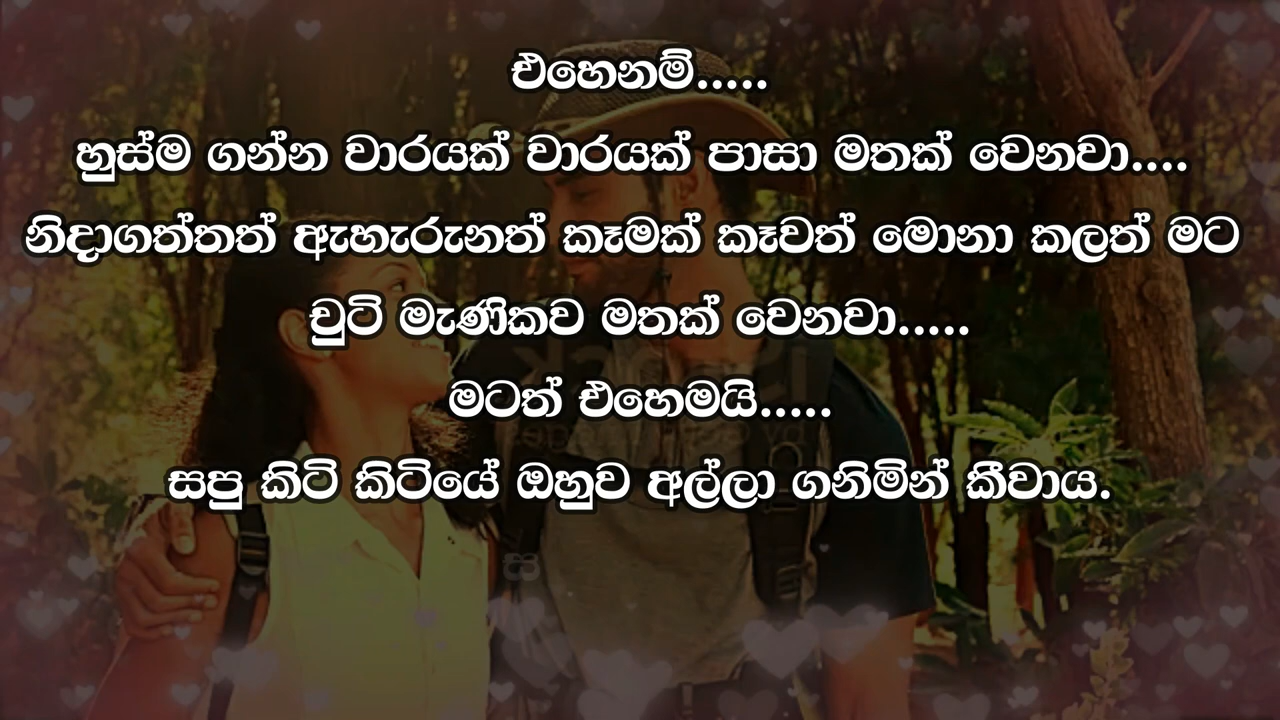 එහෙනම්.....
හුස්ම ගන්න වාරයක් වාරයක් පාසා මතක් වෙනවා....
නිදාගත්තත් ඇහැරුනත් කෑමක් කෑවත් මොනා කලත් මට
චුටි මැණිකව මතක් වෙනවා.....
මටත් එහෙමයි.....
සපු කිටි කිටියේ ඔහුව අල්ලා ගනිමින් කීවාය.